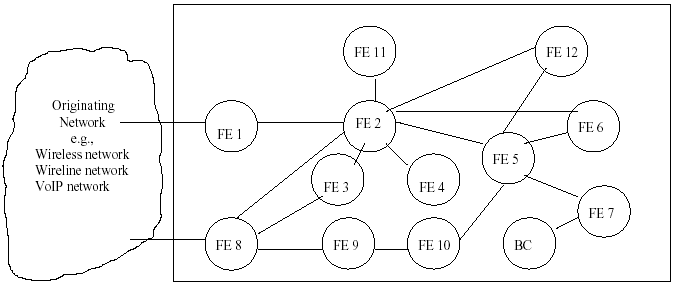 FE 11
FE 12
Originating
Network
e.g.,
Wireless network
Wireline network
VoIP network
FE 1
FE 2
FE 6
FE 5
FE 3
FE 4
FE 7
FE 8
FE 9
FE 10
BC